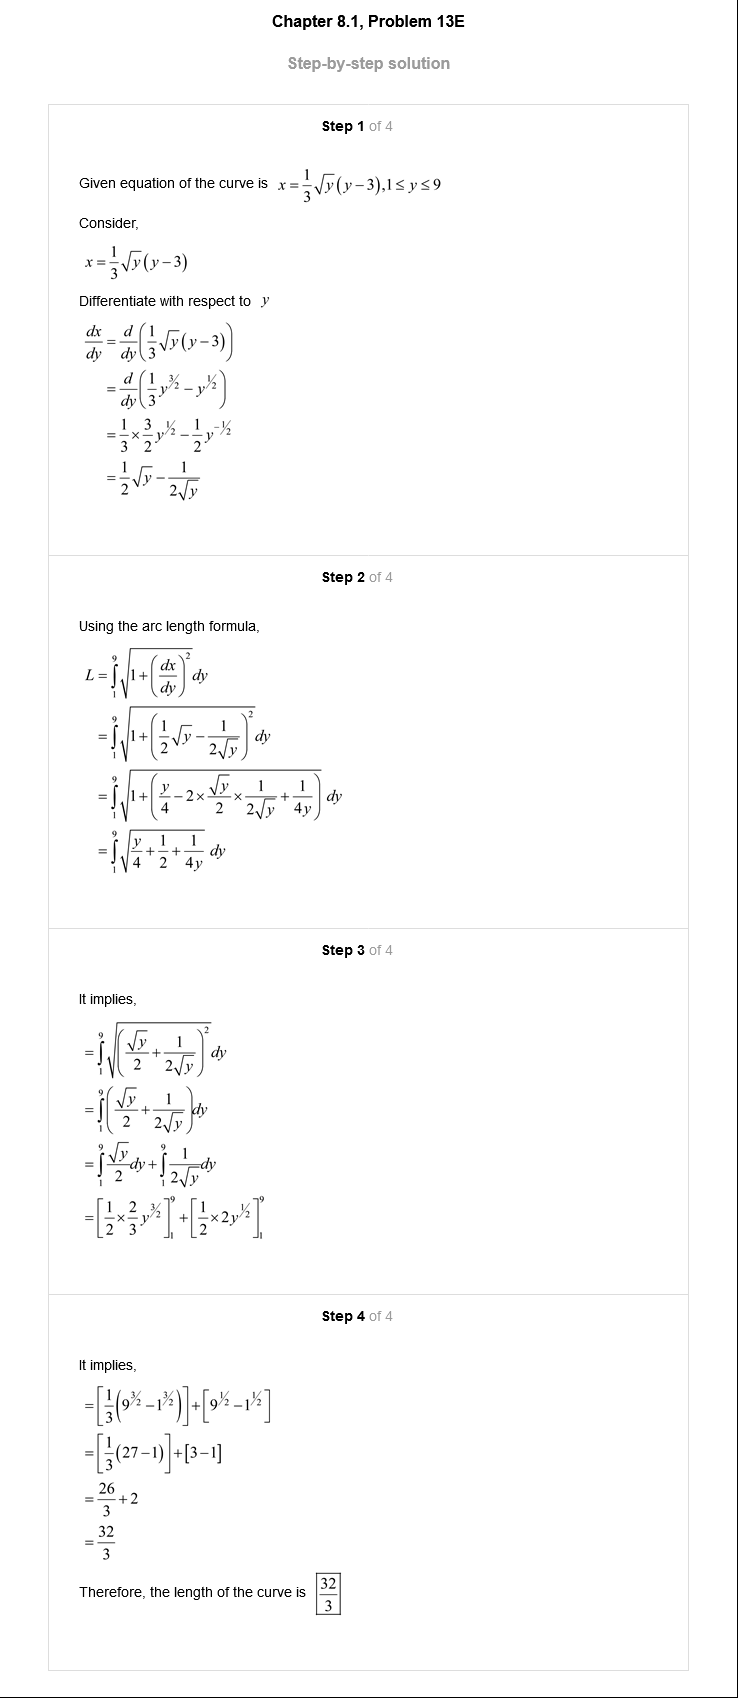 Chapter 8.1, Problem 13E
Step-by-step solution
Step 1 of 4
Given equation of the curve is x = \frac{1}{3}\sqrt{y}(y-3), 1 ≤ y ≤ 9
Consider,
x = \frac{1}{3}\sqrt{y}(y-3)
Differentiate with respect to y
\frac{dx}{dy} = \frac{d}{dy}\left(\frac{1}{3}\sqrt{y}(y-3)\right)
= \frac{d}{dy}\left(\frac{1}{3}y^{3/2} - y^{1/2}\right)
= \frac{1}{3} × \frac{3}{2}y^{1/2} - \frac{1}{2}y^{-1/2}
= \frac{1}{2}\sqrt{y} - \frac{1}{2\sqrt{y}}
Step 2 of 4
Using the arc length formula,
L = \int_1^9 \sqrt{1 + \left(\frac{dx}{dy}\right)^2} dy
= \int_1^9 \sqrt{1 + \left(\frac{1}{2}\sqrt{y} - \frac{1}{2\sqrt{y}}\right)^2} dy
= \int_1^9 \sqrt{1 + \left(\frac{y}{4} - 2 × \frac{\sqrt{y}}{2} × \frac{1}{2\sqrt{y}} + \frac{1}{4y}\right)} dy
= \int_1^9 \sqrt{\frac{y}{4} + \frac{1}{2} + \frac{1}{4y}} dy
Step 3 of 4
It implies,
= \int_1^9 \sqrt{\left(\frac{\sqrt{y}}{2} + \frac{1}{2\sqrt{y}}\right)^2} dy
= \int_1^9 \left(\frac{\sqrt{y}}{2} + \frac{1}{2\sqrt{y}}\right) dy
= \int_1^9 \frac{\sqrt{y}}{2} dy + \int_1^9 \frac{1}{2\sqrt{y}} dy
= \left[\frac{1}{2} × \frac{2}{3}y^{3/2}\right]_1^9 + \left[\frac{1}{2} × 2y^{1/2}\right]_1^9
Step 4 of 4
It implies,
= \left[\frac{1}{3}\left(9^{3/2} - 1^{3/2}\right)\right] + \left[9^{1/2} - 1^{1/2}\right]
= \left[\frac{1}{3}(27-1)\right] + [3-1]
= \frac{26}{3} + 2
= \frac{32}{3}
Therefore, the length of the curve is \frac{32}{3}